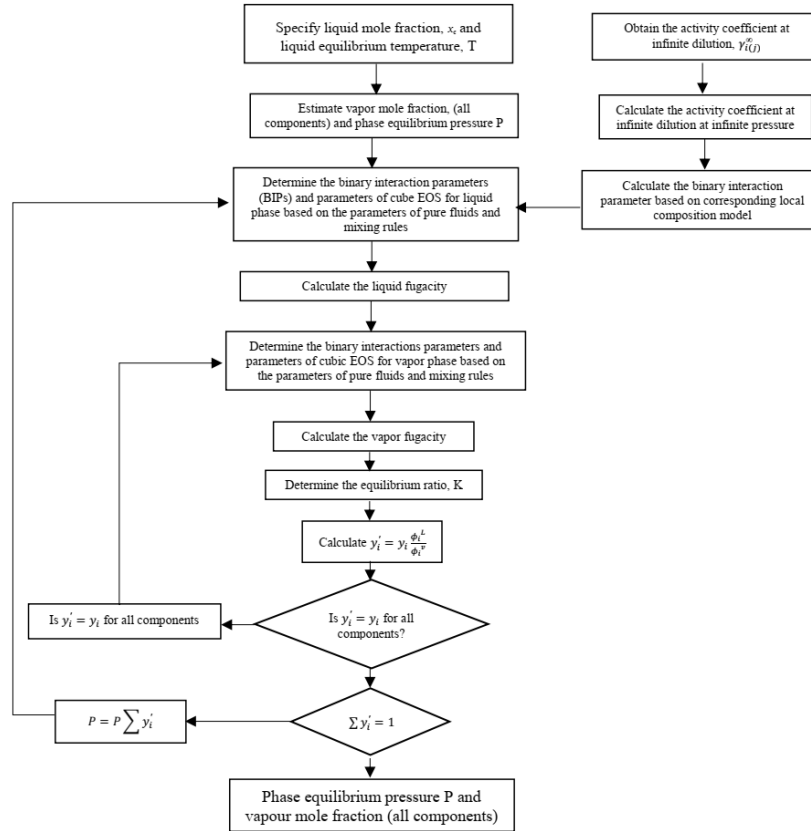 Specify liquid mole fraction, xᵢ and
liquid equilibrium temperature, T
Estimate vapor mole fraction, (all
components) and phase equilibrium pressure P
Determine the binary interaction parameters
(BIPs) and parameters of cube EOS for liquid
phase based on the parameters of pure fluids and
mixing rules
Obtain the activity coefficient at
infinite dilution, γ∞i(j)
Calculate the activity coefficient at
infinite dilution at infinite pressure
Calculate the binary interaction
parameter based on corresponding local
composition model
Calculate the liquid fugacity
Determine the binary interactions parameters and
parameters of cubic EOS for vapor phase based on
the parameters of pure fluids and mixing rules
Calculate the vapor fugacity
Determine the equilibrium ratio, K
Calculate y′ᵢ = yᵢ ϕᵢᴸ/ϕᵢᵛ
Is y′ᵢ = yᵢ for all components
Is y′ᵢ = yᵢ for all
components?
P = P ∑ y′ᵢ
∑ y′ᵢ = 1
Phase equilibrium pressure P and
vapour mole fraction (all components)